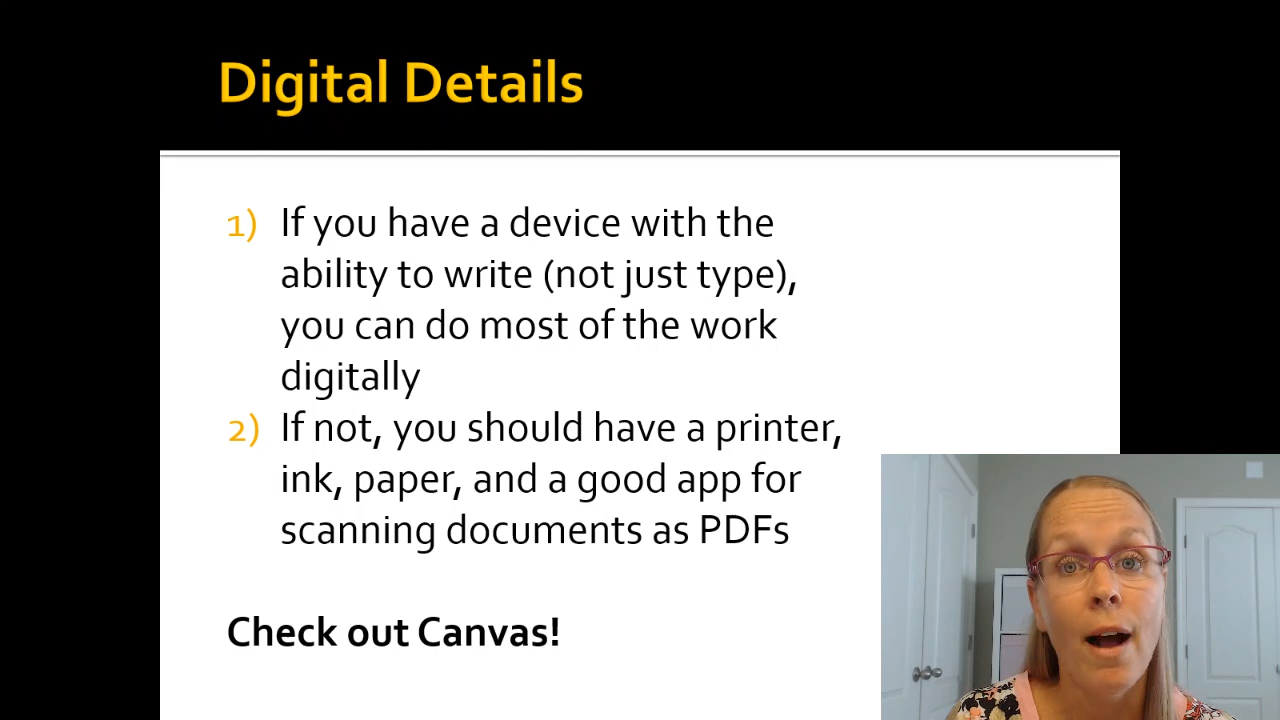 Digital Details
1) If you have a device with the
ability to write (not just type),
you can do most of the work
digitally
2) If not, you should have a printer,
ink, paper, and a good app for
scanning documents as PDFs
Check out Canvas!